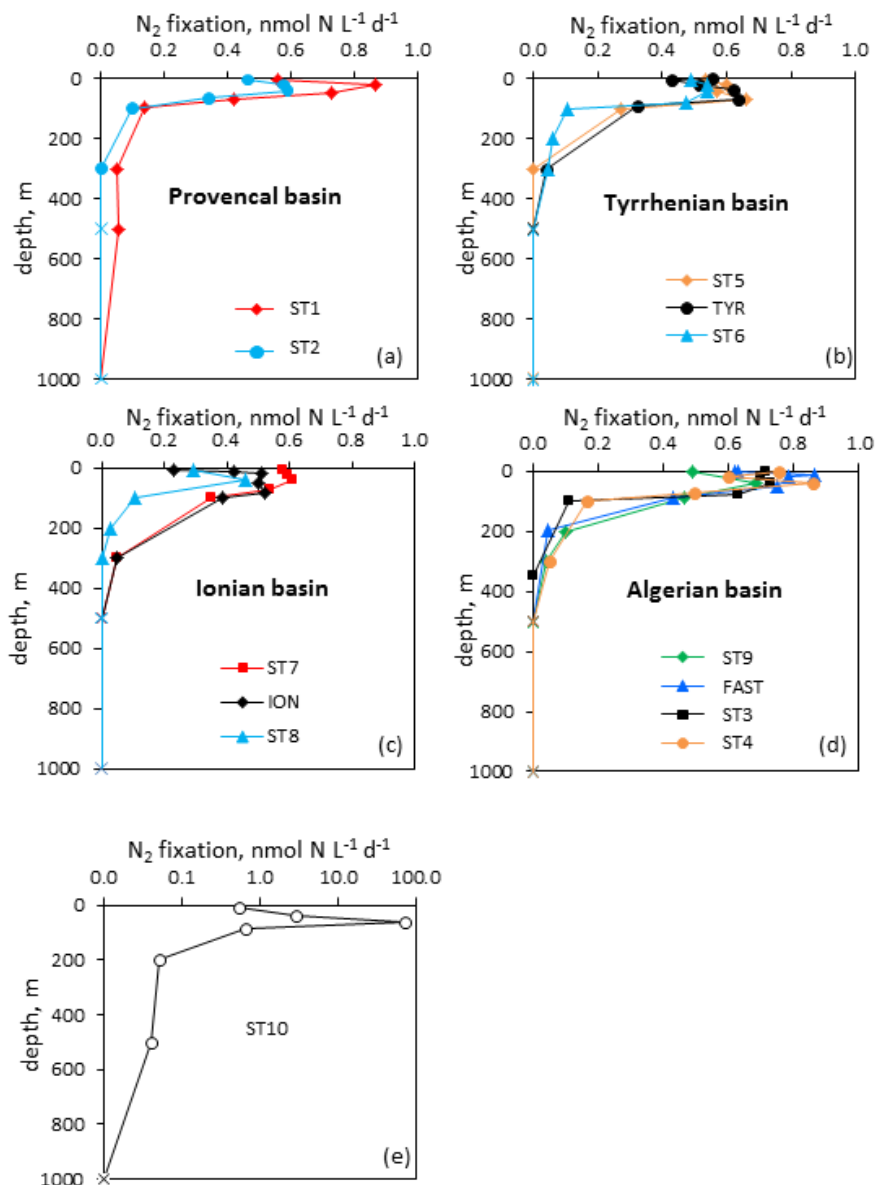 N₂ fixation, nmol N L⁻¹ d⁻¹
0.0 0.2 0.4 0.6 0.8 1.0
0
200
400
600
800
1000
depth, m
Provencal basin
ST1
ST2
(a)
N₂ fixation, nmol N L⁻¹ d⁻¹
0.0 0.2 0.4 0.6 0.8 1.0
0
200
400
600
800
1000
depth, m
Tyrrhenian basin
ST5
TYR
ST6
(b)
N₂ fixation, nmol N L⁻¹ d⁻¹
0.0 0.2 0.4 0.6 0.8 1.0
0
200
400
600
800
1000
depth, m
Ionian basin
ST7
ION
ST8
(c)
N₂ fixation, nmol N L⁻¹ d⁻¹
0.0 0.2 0.4 0.6 0.8 1.0
0
200
400
600
800
1000
depth, m
Algerian basin
ST9
FAST
ST3
ST4
(d)
N₂ fixation, nmol N L⁻¹ d⁻¹
0.0 0.1 1.0 10.0 100.0
0
200
400
600
800
1000
depth, m
ST10
(e)